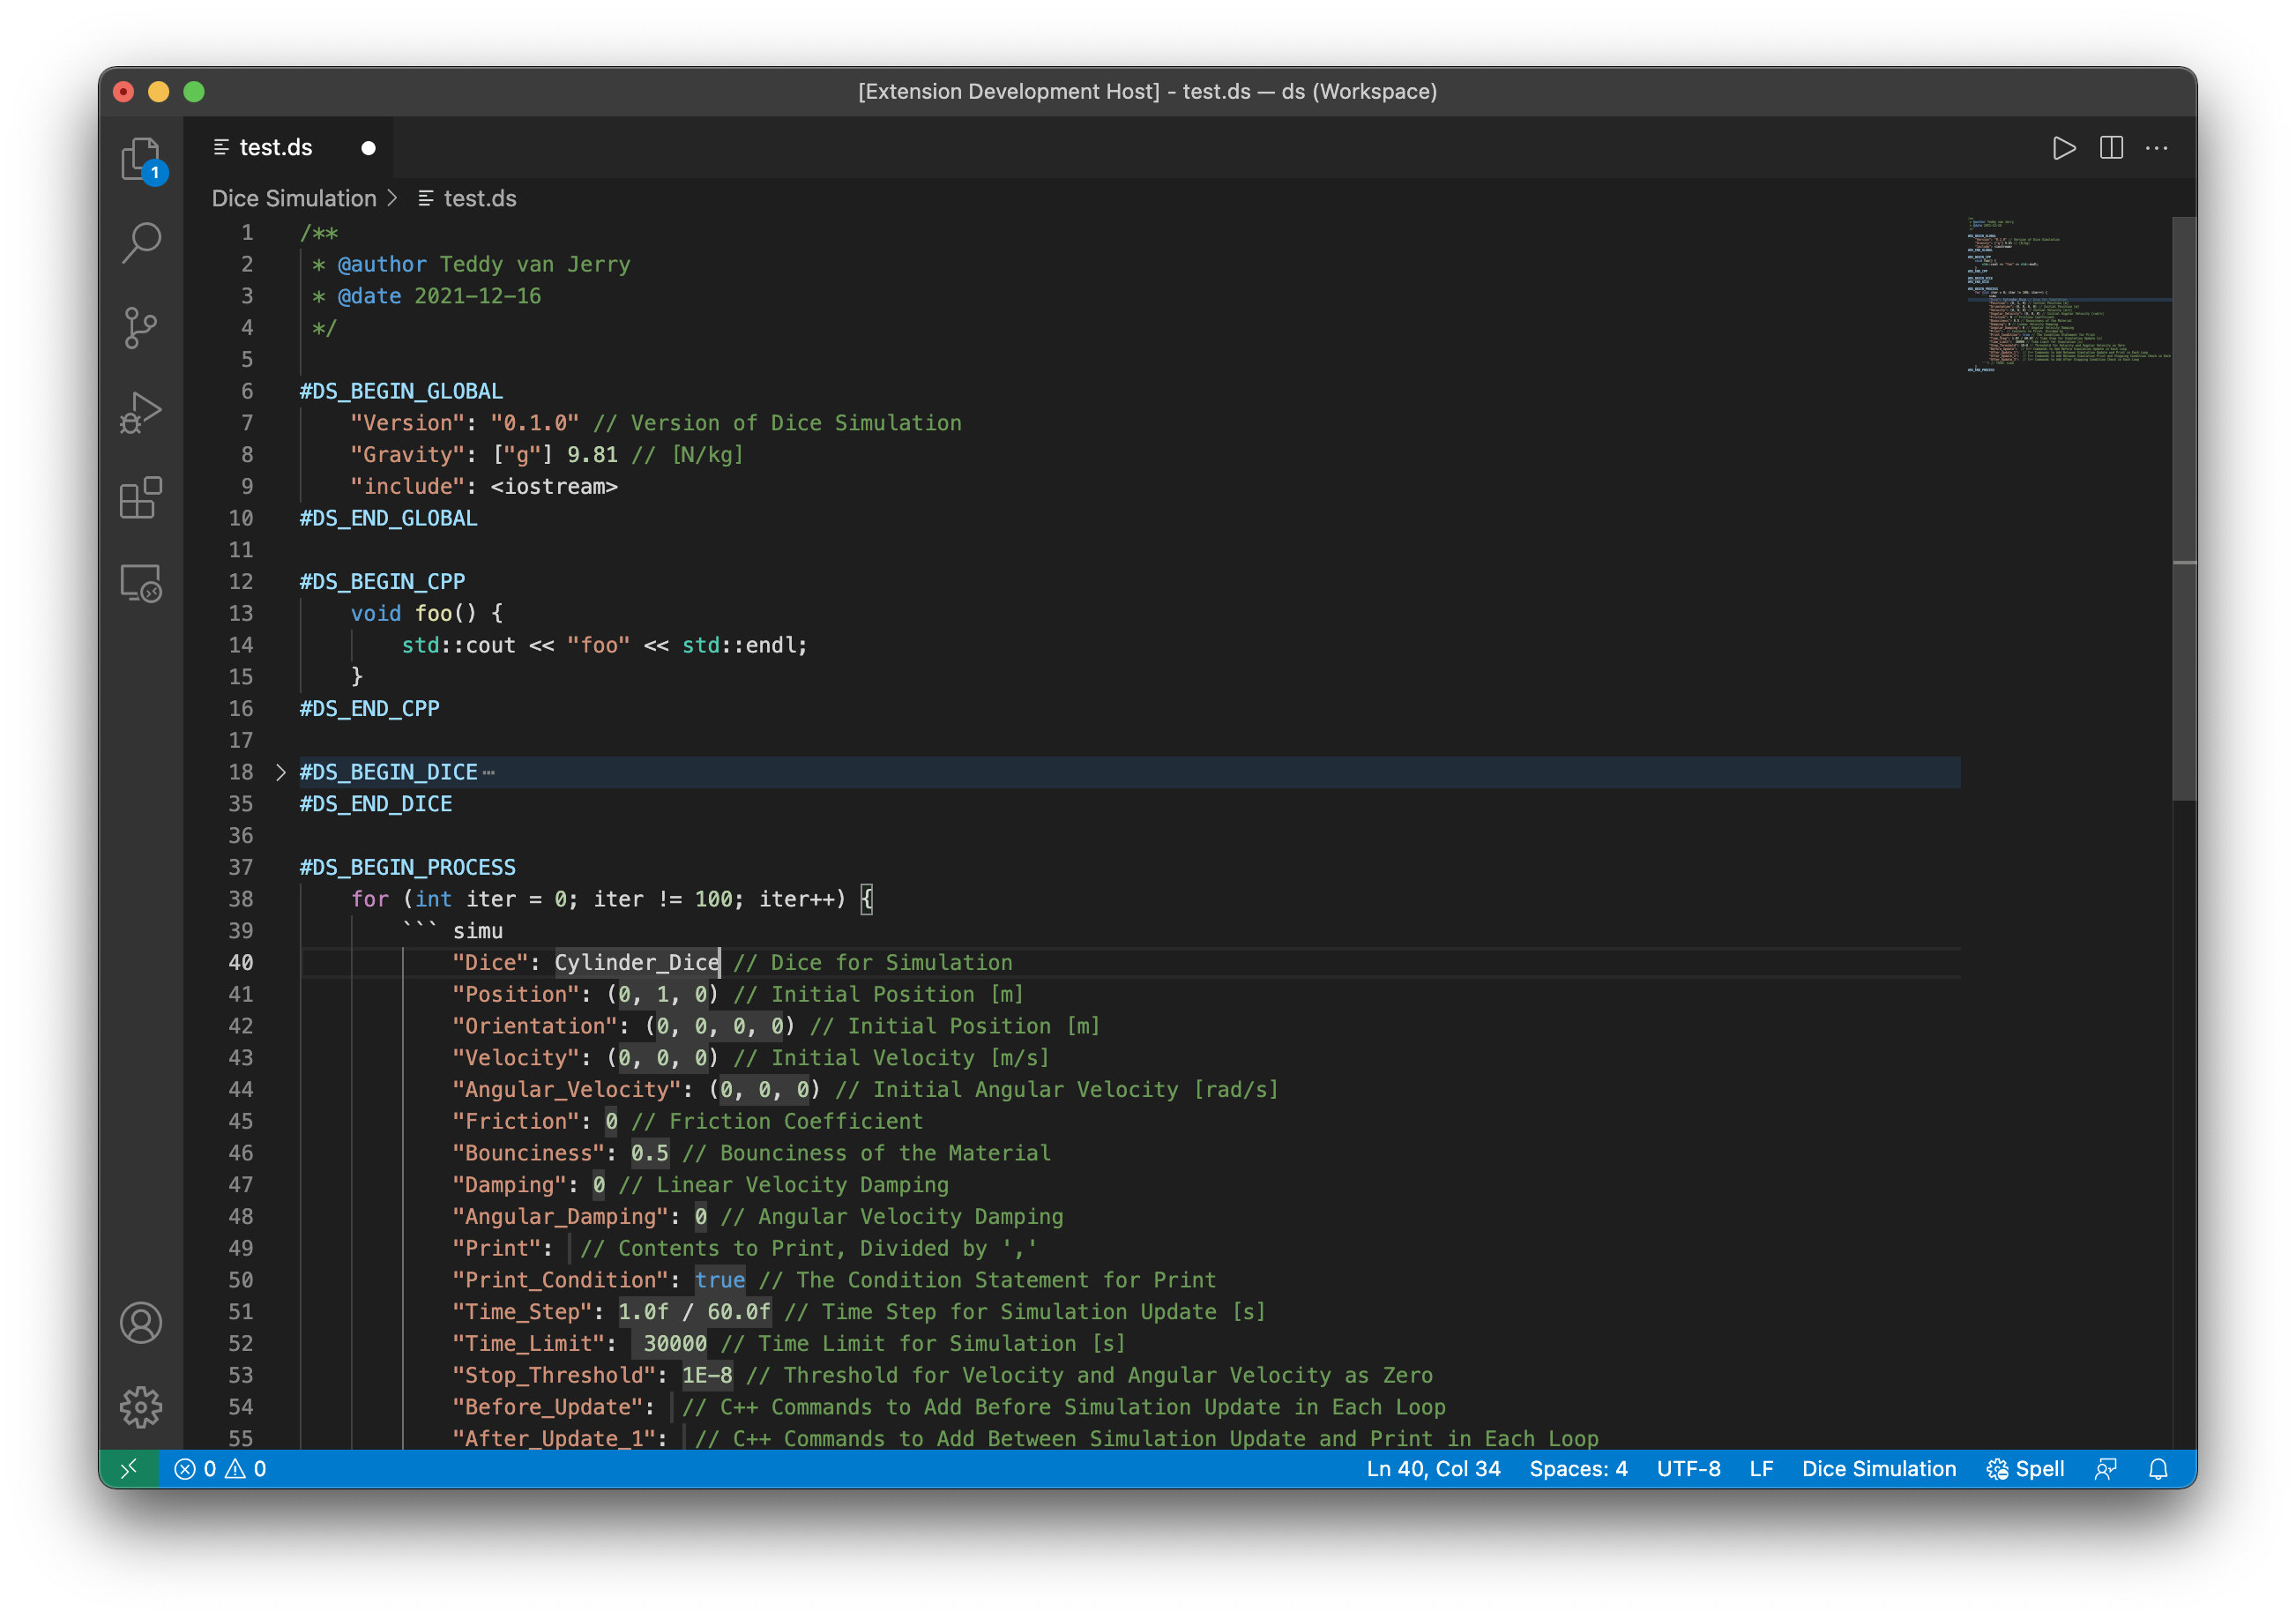 [Extension Development Host] - test.ds — ds (Workspace)
test.ds
1
Dice Simulation > test.ds
1 /**
2  * @author Teddy van Jerry
3  * @date 2021-12-16
4  */
5
6 #DS_BEGIN_GLOBAL
7     "Version": "0.1.0" // Version of Dice Simulation
8     "Gravity": ["g"] 9.81 // [N/kg]
9     "include": <iostream>
10 #DS_END_GLOBAL
11
12 #DS_BEGIN_CPP
13     void foo() {
14         std::cout << "foo" << std::endl;
15     }
16 #DS_END_CPP
17
18 > #DS_BEGIN_DICE ⋯
35 #DS_END_DICE
36
37 #DS_BEGIN_PROCESS
38     for (int iter = 0; iter != 100; iter++) {
39         ``` simu
40             "Dice": Cylinder_Dice // Dice for Simulation
41             "Position": (0, 1, 0) // Initial Position [m]
42             "Orientation": (0, 0, 0, 0) // Initial Position [m]
43             "Velocity": (0, 0, 0) // Initial Velocity [m/s]
44             "Angular_Velocity": (0, 0, 0) // Initial Angular Velocity [rad/s]
45             "Friction": 0 // Friction Coefficient
46             "Bounciness": 0.5 // Bounciness of the Material
47             "Damping": 0 // Linear Velocity Damping
48             "Angular_Damping": 0 // Angular Velocity Damping
49             "Print":  // Contents to Print, Divided by ','
50             "Print_Condition": true // The Condition Statement for Print
51             "Time_Step": 1.0f / 60.0f // Time Step for Simulation Update [s]
52             "Time_Limit":  30000 // Time Limit for Simulation [s]
53             "Stop_Threshold": 1E-8 // Threshold for Velocity and Angular Velocity as Zero
54             "Before_Update":  // C++ Commands to Add Before Simulation Update in Each Loop
55             "After_Update_1":  // C++ Commands to Add Between Simulation Update and Print in Each Loop
0 0 Ln 40, Col 34 Spaces: 4 UTF-8 LF Dice Simulation Spell